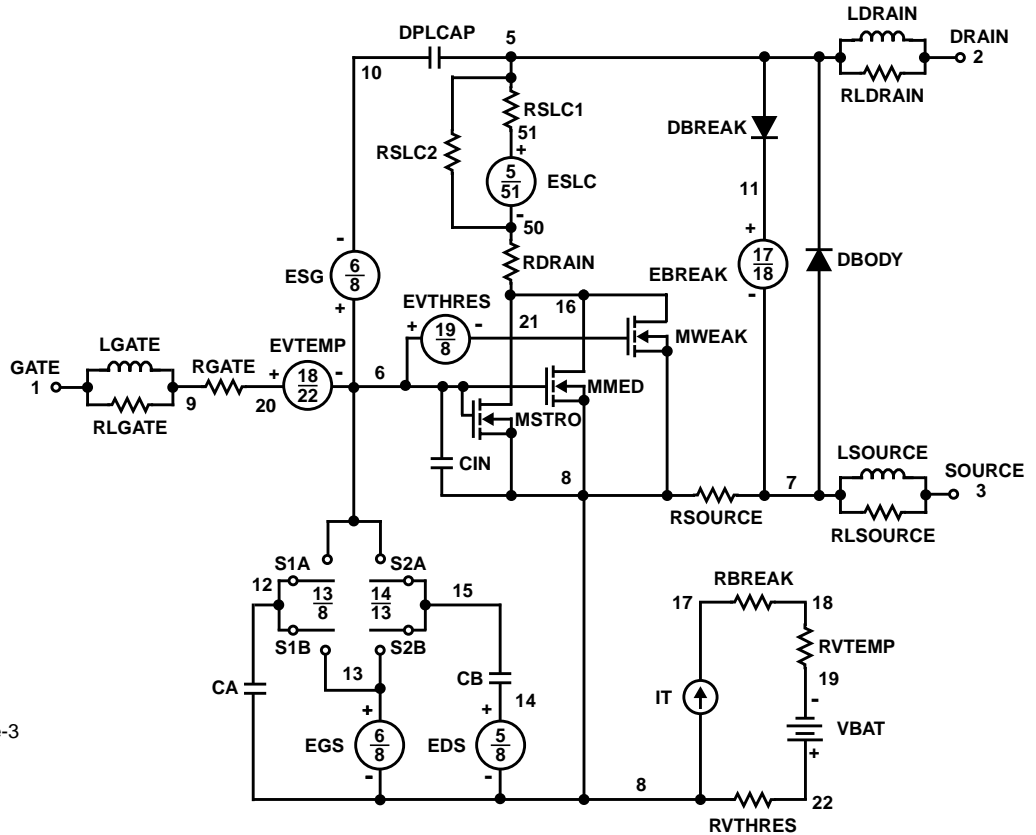 LDRAIN
DPLCAP 5 DRAIN
10 2
RSLC1 RLDRAIN
51 DBREAK
RSLC2 +
5
51 ESLC 11
-
50
- + 
RDRAIN 17
18 DBODY
6
8 EBREAK
ESG -
+ EVTHRES 16
+ 19
8 - 21
MWEAK
LGATE EVTEMP
GATE RGATE + 18
22 - 6 MMED
1 9 20 MSTRO
RLGATE LSOURCE
CIN 8 7 SOURCE
3
RSOURCE RLSOURCE
S1A S2A
12 13
8 14
13 15 RBREAK
17 18
S1B S2B RVTEMP
13 CB 19
CA 14 IT -
+ + VBAT
-3 EGS 6
8 EDS 5
8 +
- - 8 22
RVTHRES